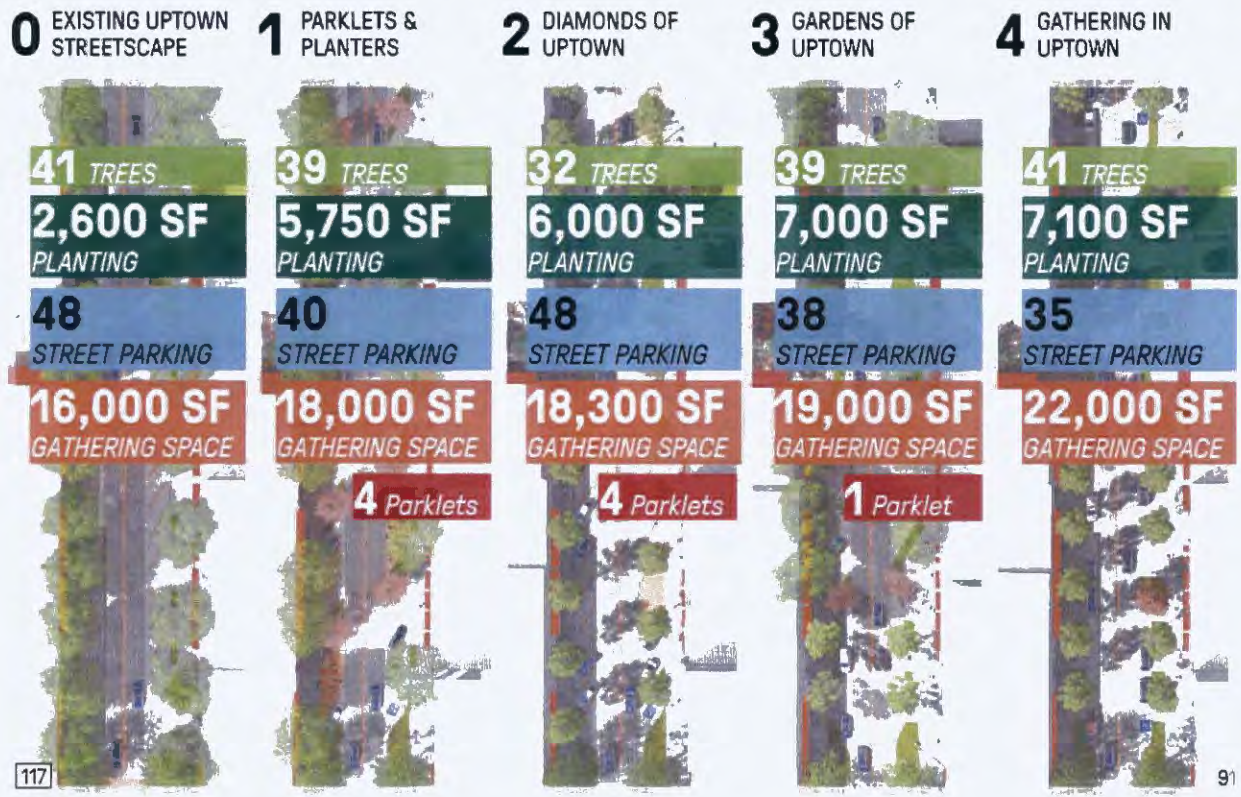 0 EXISTING UPTOWN
STREETSCAPE
41 TREES
2,600 SF
PLANTING
48
STREET PARKING
16,000 SF
GATHERING SPACE
1 PARKLETS &
PLANTERS
39 TREES
5,750 SF
PLANTING
40
STREET PARKING
18,000 SF
GATHERING SPACE
4 Parklets
2 DIAMONDS OF
UPTOWN
32 TREES
6,000 SF
PLANTING
48
STREET PARKING
18,300 SF
GATHERING SPACE
4 Parklets
3 GARDENS OF
UPTOWN
39 TREES
7,000 SF
PLANTING
38
STREET PARKING
19,000 SF
GATHERING SPACE
1 Parklet
4 GATHERING IN
UPTOWN
41 TREES
7,100 SF
PLANTING
35
STREET PARKING
22,000 SF
GATHERING SPACE
117
91